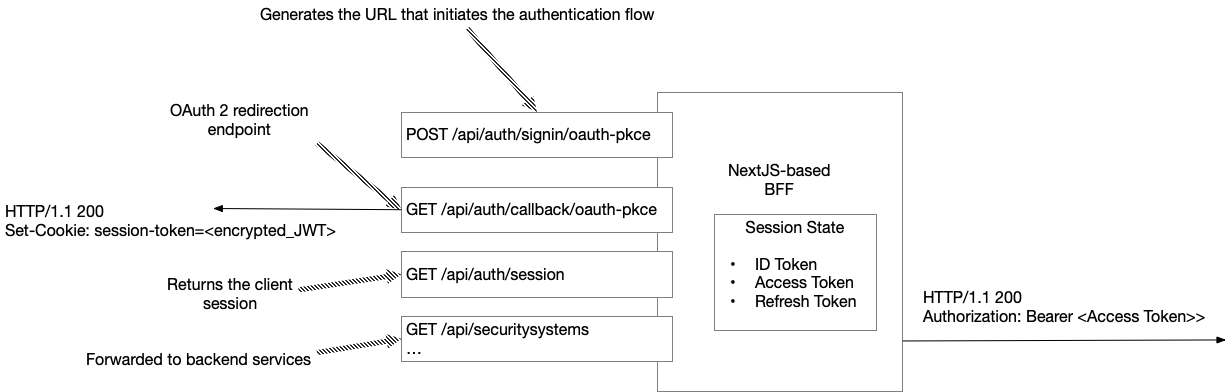 Generates the URL that initiates the authentication flow
OAuth 2 redirection
endpoint
POST /api/auth/signin/oauth-pkce
NextJS-based
BFF
HTTP/1.1 200
Set-Cookie: session-token=<encrypted_JWT>
GET /api/auth/callback/oauth-pkce
Session State
• ID Token
• Access Token
• Refresh Token
Returns the client
session
GET /api/auth/session
HTTP/1.1 200
Authorization: Bearer <Access Token>>
Forwarded to backend services
GET /api/securitysystems
...